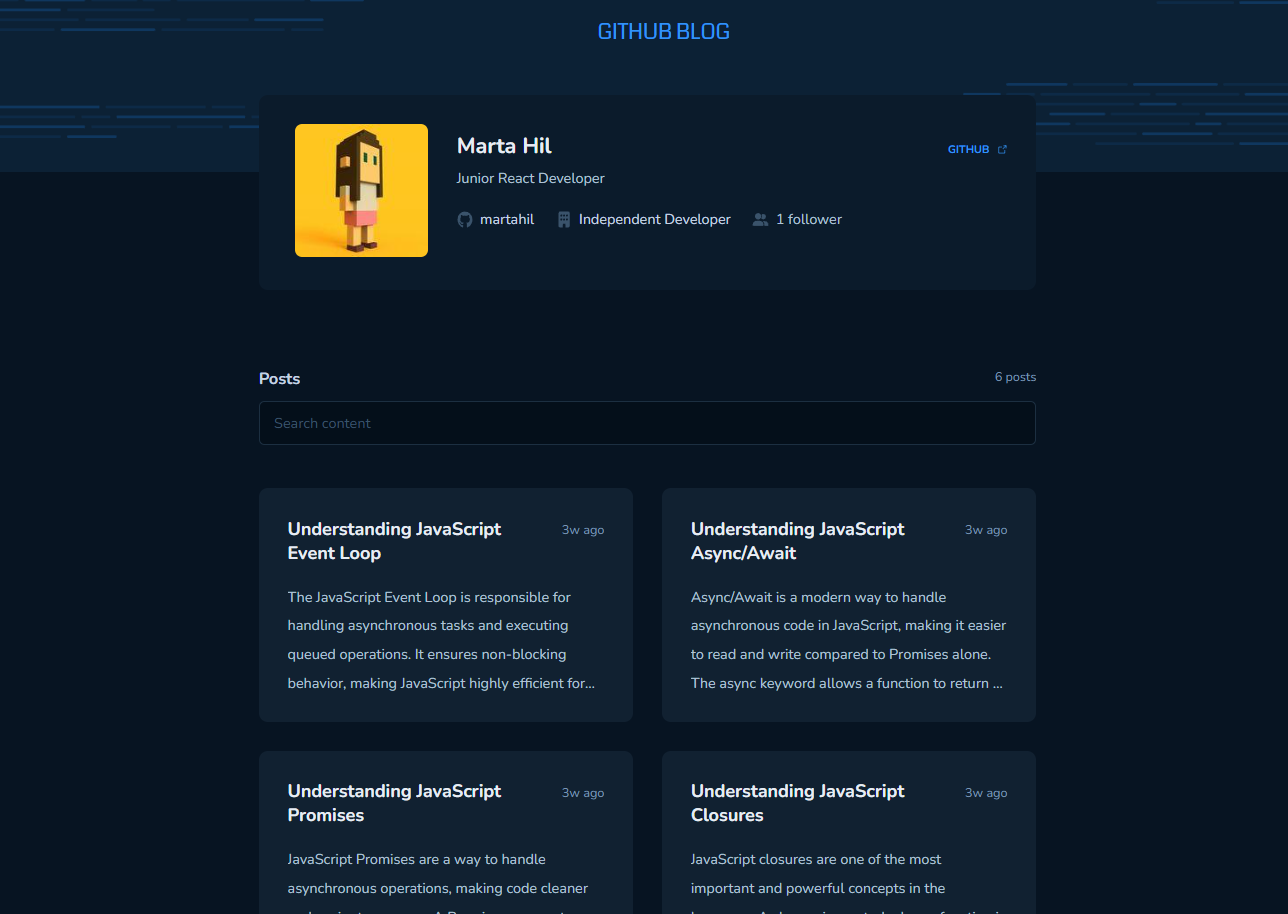 GITHUB BLOG
Marta Hil
GITHUB
Junior React Developer
martahil Independent Developer 1 follower
Posts
6 posts
Search content
Understanding JavaScript
Event Loop
3w ago
The JavaScript Event Loop is responsible for
handling asynchronous tasks and executing
queued operations. It ensures non-blocking
behavior, making JavaScript highly efficient for...
Understanding JavaScript
Async/Await
3w ago
Async/Await is a modern way to handle
asynchronous code in JavaScript, making it easier
to read and write compared to Promises alone.
The async keyword allows a function to return ...
Understanding JavaScript
Promises
3w ago
JavaScript Promises are a way to handle
asynchronous operations, making code cleaner
Understanding JavaScript
Closures
3w ago
JavaScript closures are one of the most
important and powerful concepts in the